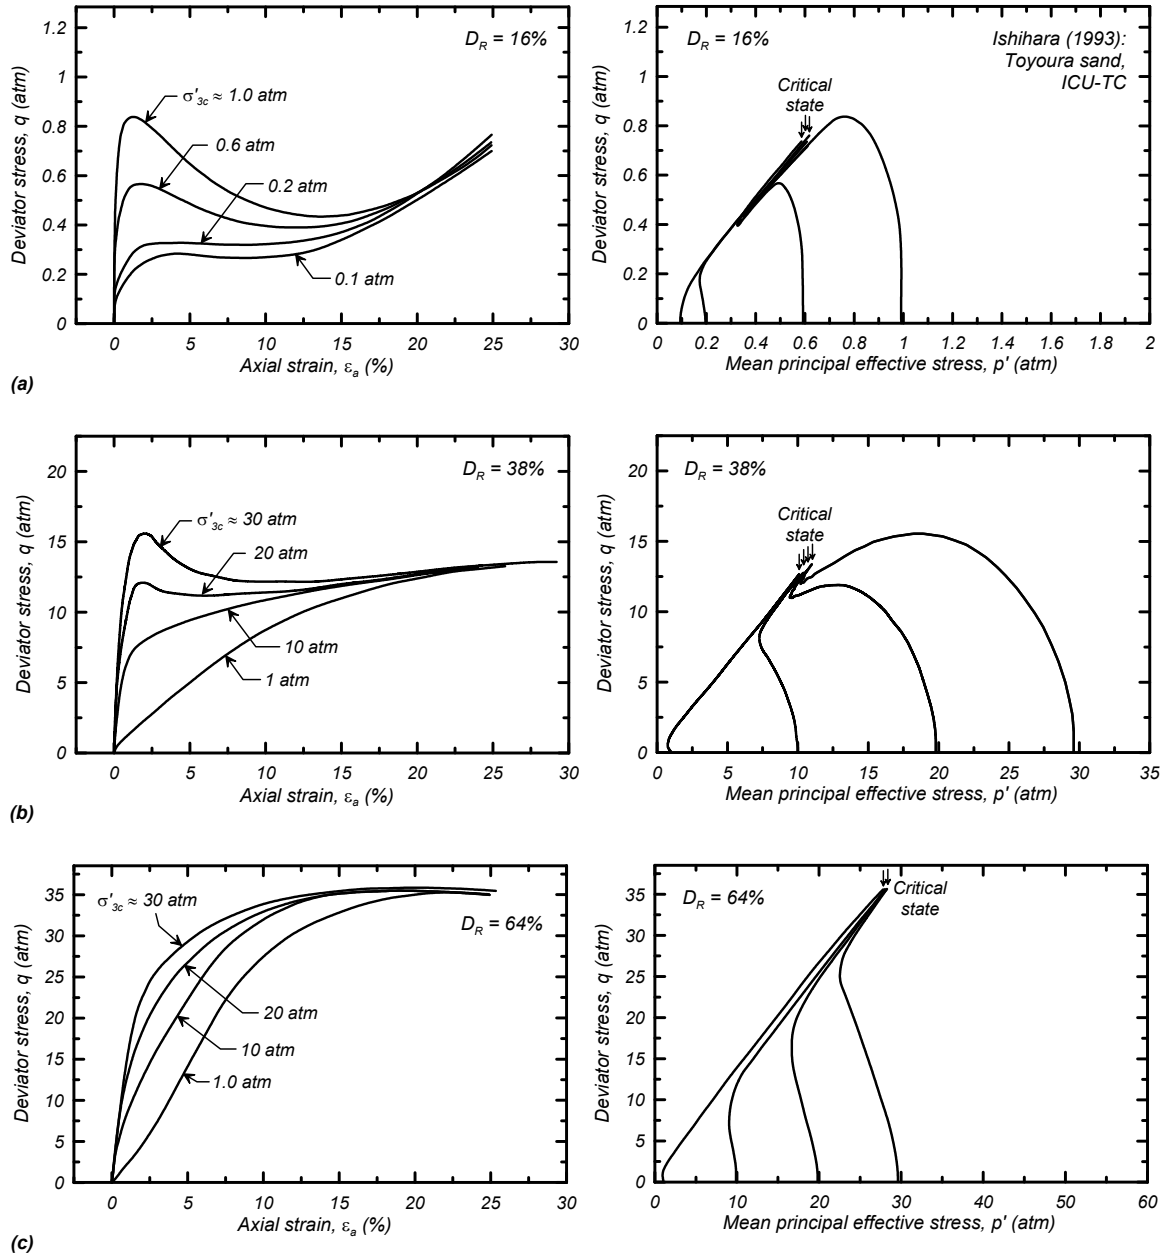 1.2
1
0.8
0.6
0.4
0.2
0
Deviator stress, q (atm)
D_R = 16%
σ'₃c ≈ 1.0 atm
0.6 atm
0.2 atm
0.1 atm
0 5 10 15 20 25 30
Axial strain, εₐ (%)
1.2
1
0.8
0.6
0.4
0.2
0
Deviator stress, q (atm)
D_R = 16%
Ishihara (1993):
Toyoura sand,
ICU-TC
Critical
state
0 0.2 0.4 0.6 0.8 1 1.2 1.4 1.6 1.8 2
Mean principal effective stress, p' (atm)
(a)
20
15
10
5
0
Deviator stress, q (atm)
D_R = 38%
σ'₃c ≈ 30 atm
20 atm
10 atm
1 atm
0 5 10 15 20 25 30
Axial strain, εₐ (%)
20
15
10
5
0
Deviator stress, q (atm)
D_R = 38%
Critical
state
0 5 10 15 20 25 30 35
Mean principal effective stress, p' (atm)
(b)
35
30
25
20
15
10
5
0
Deviator stress, q (atm)
σ'₃c ≈ 30 atm
D_R = 64%
20 atm
10 atm
1.0 atm
0 5 10 15 20 25 30
Axial strain, εₐ (%)
35
30
25
20
15
10
5
0
Deviator stress, q (atm)
D_R = 64%
Critical
state
0 10 20 30 40 50 60
Mean principal effective stress, p' (atm)
(c)